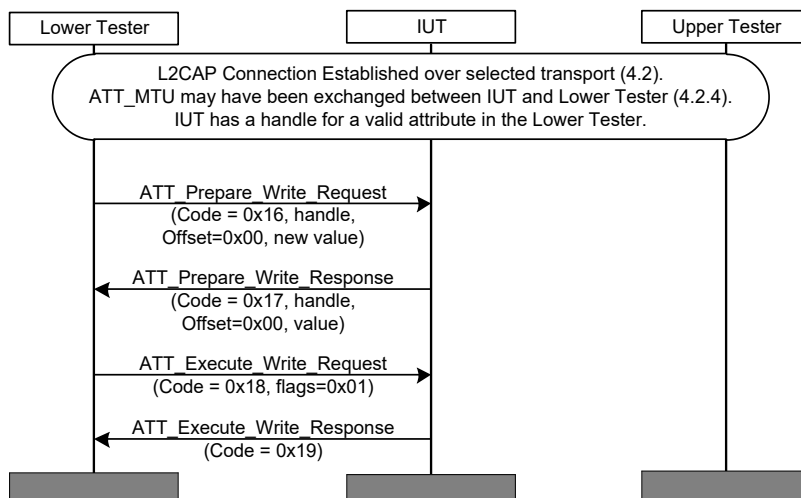 Lower Tester
IUT
Upper Tester
L2CAP Connection Established over selected transport (4.2).
ATT_MTU may have been exchanged between IUT and Lower Tester (4.2.4).
IUT has a handle for a valid attribute in the Lower Tester.
ATT_Prepare_Write_Request
(Code = 0x16, handle,
Offset=0x00, new value)
ATT_Prepare_Write_Response
(Code = 0x17, handle,
Offset=0x00, value)
ATT_Execute_Write_Request
(Code = 0x18, flags=0x01)
ATT_Execute_Write_Response
(Code = 0x19)